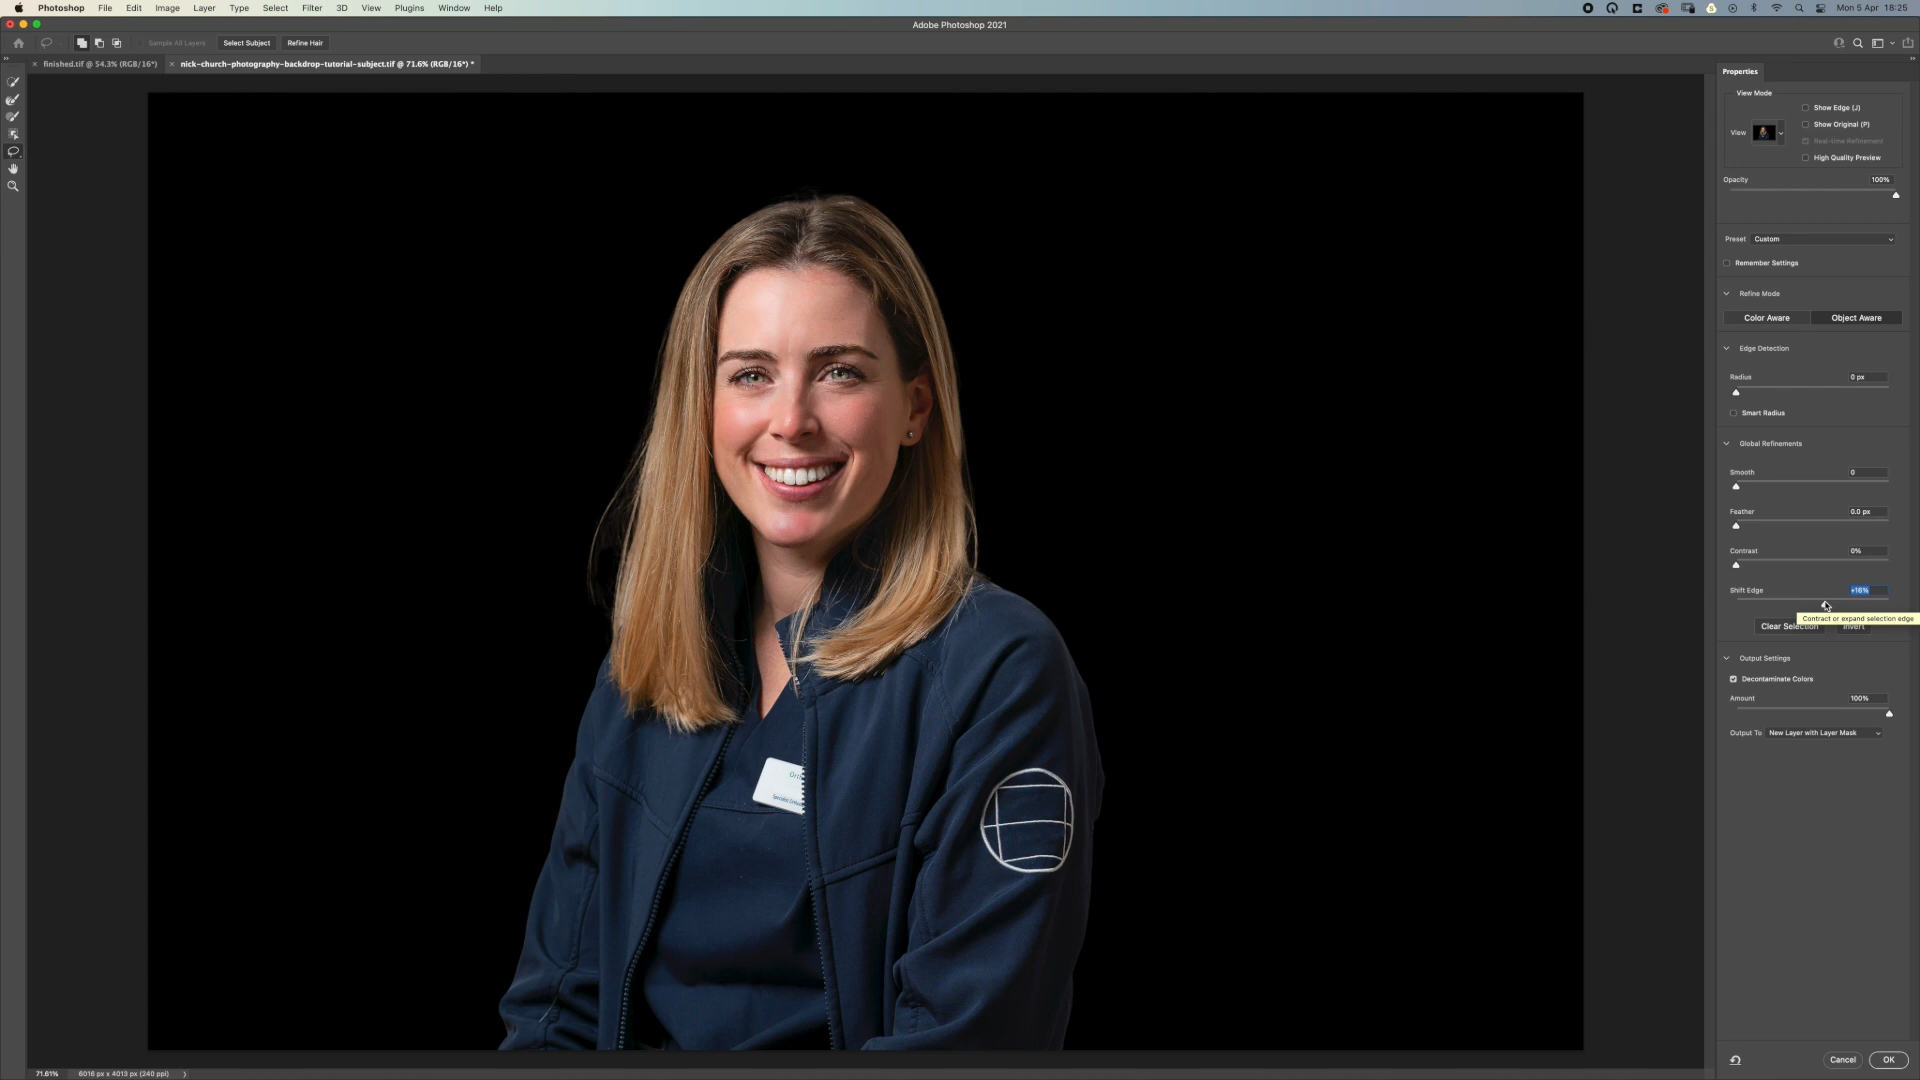 Photoshop File Edit Image Layer Type Select Filter 3D View Plugins Window Help
Mon 5 Apr 18:25
Adobe Photoshop 2021
Sample All Layers Select Subject Refine Hair
finished.tif @ 54.3% (RGB/16*) nick-church-photography-backdrop-tutorial-subject.tif @ 71.6% (RGB/16*) *
Properties
View Mode
Show Edge (J)
View
Show Original (P)
Real-time Refinement
High Quality Preview
Opacity 100%
Preset Custom
Remember Settings
Refine Mode
Color Aware Object Aware
Edge Detection
Radius 0 px
Smart Radius
Global Refinements
Smooth 0
Feather 0.0 px
Contrast 0%
Shift Edge +16%
Contract or expand selection edge
Clear Selection Invert
Output Settings
Decontaminate Colors
Amount 100%
Output To New Layer with Layer Mask
Cancel OK
71.61% 6016 px x 4013 px (240 ppi)